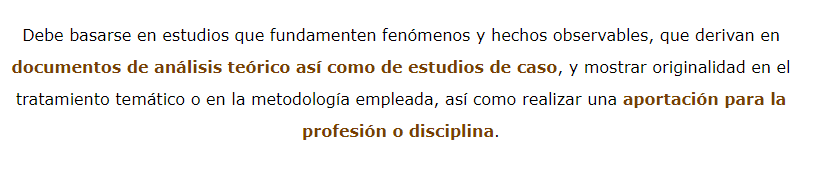 Debe basarse en estudios que fundamenten fenómenos y hechos observables, que derivan en
documentos de análisis teórico así como de estudios de caso, y mostrar originalidad en el
tratamiento temático o en la metodología empleada, así como realizar una aportación para la
profesión o disciplina.